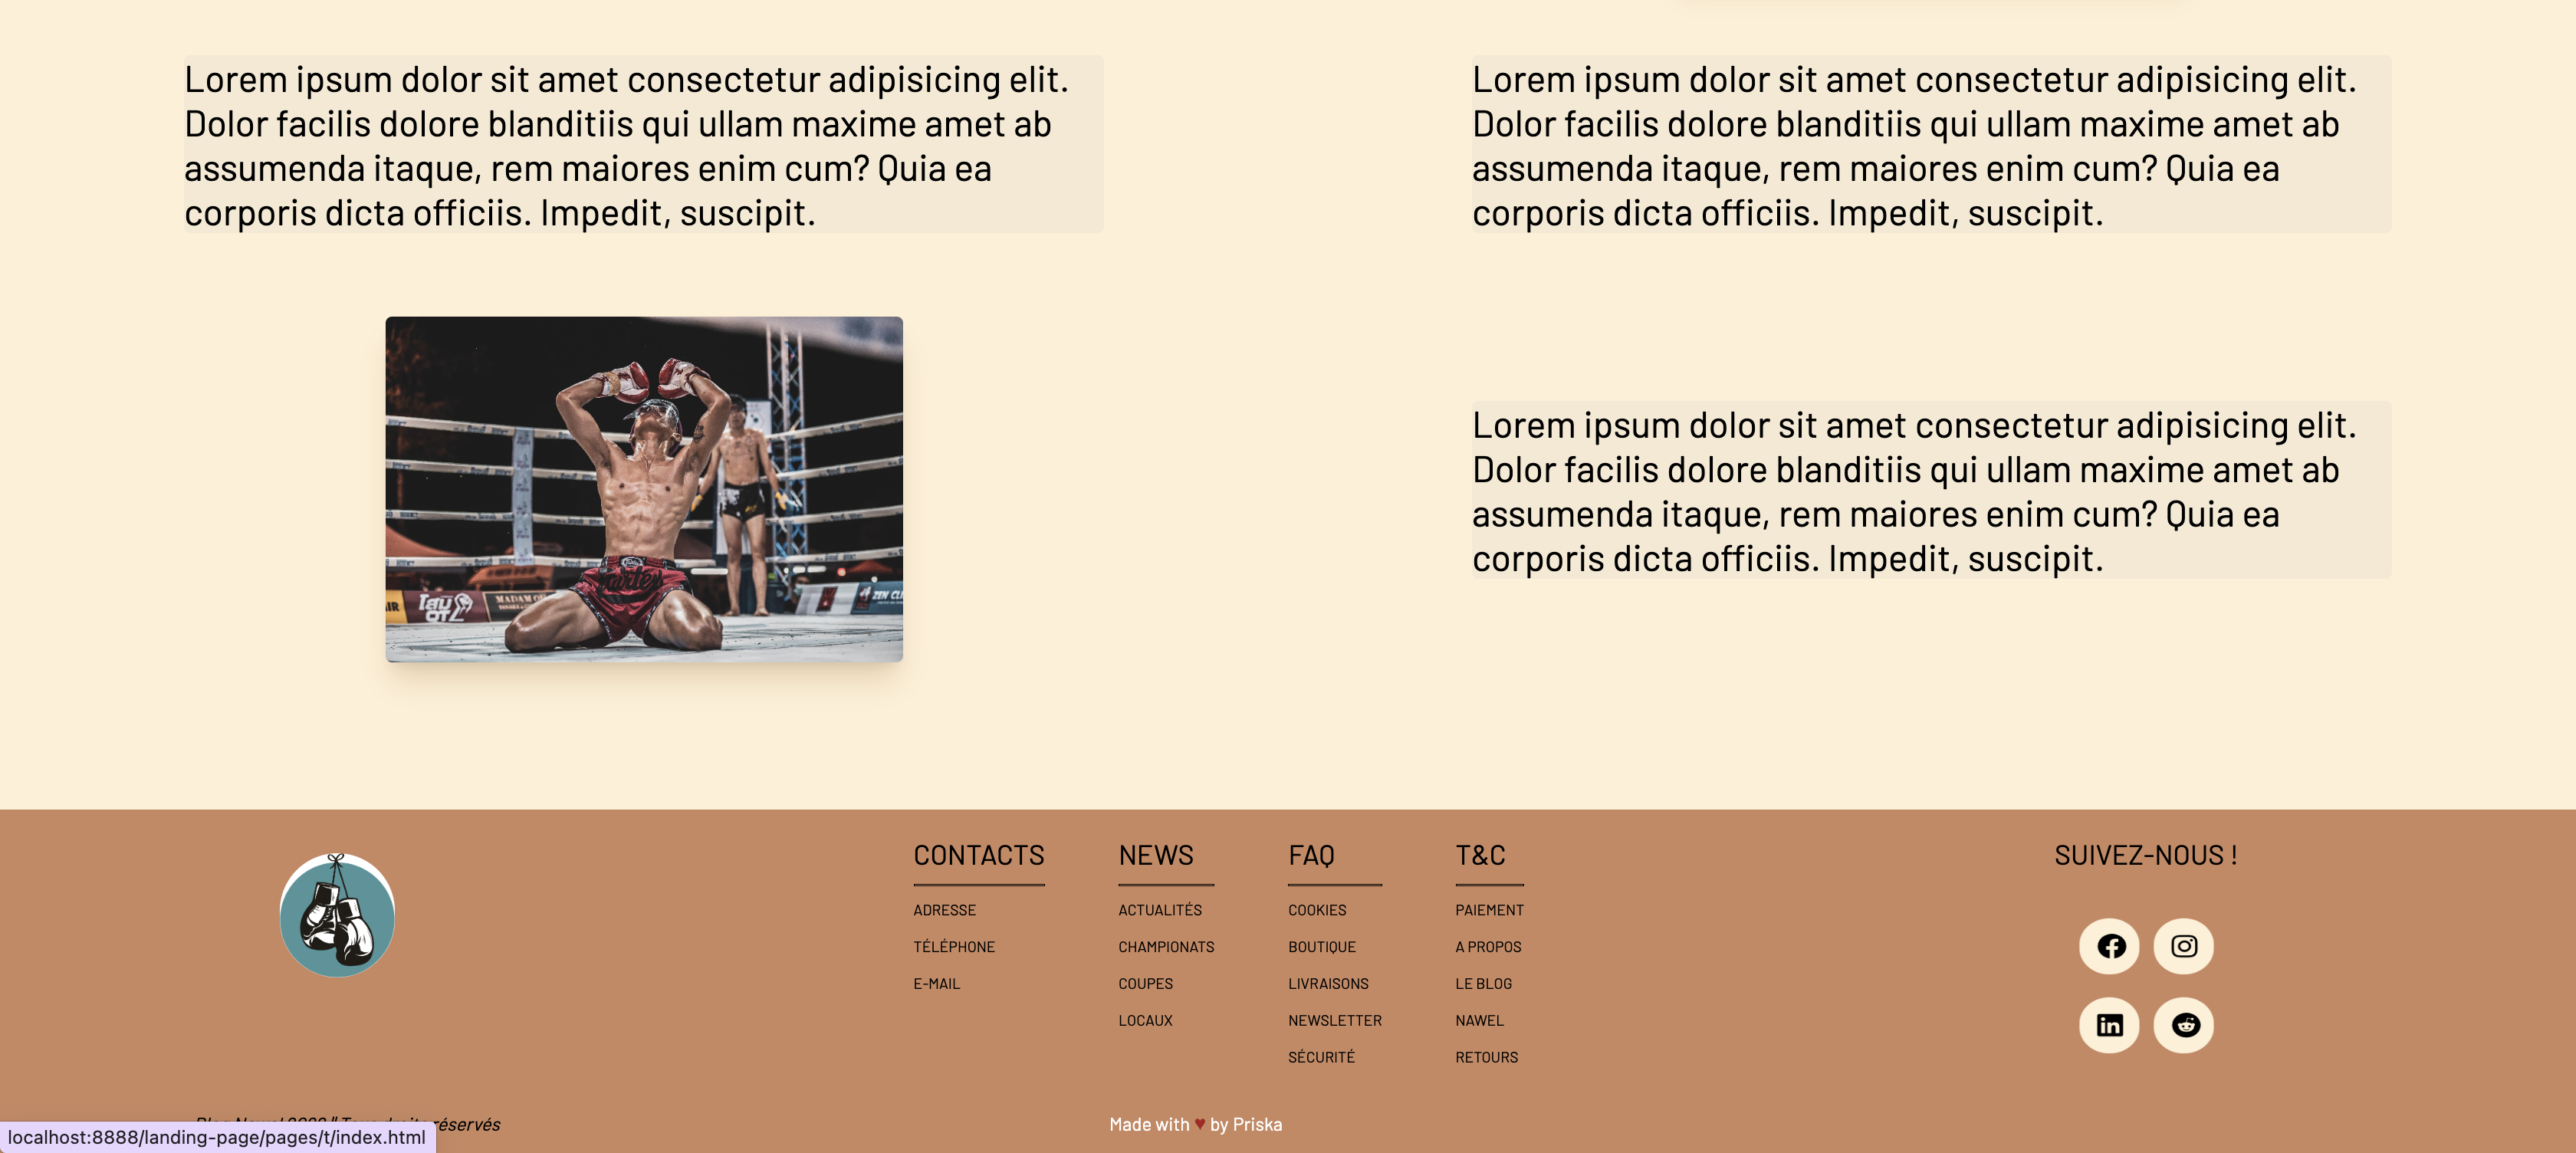 Lorem ipsum dolor sit amet consectetur adipisicing elit.
Dolor facilis dolore blanditiis qui ullam maxime amet ab
assumenda itaque, rem maiores enim cum? Quia ea
corporis dicta officiis. Impedit, suscipit.
Lorem ipsum dolor sit amet consectetur adipisicing elit.
Dolor facilis dolore blanditiis qui ullam maxime amet ab
assumenda itaque, rem maiores enim cum? Quia ea
corporis dicta officiis. Impedit, suscipit.
Lorem ipsum dolor sit amet consectetur adipisicing elit.
Dolor facilis dolore blanditiis qui ullam maxime amet ab
assumenda itaque, rem maiores enim cum? Quia ea
corporis dicta officiis. Impedit, suscipit.
MADAM
ZEN
CONTACTS
ADRESSE
TÉLÉPHONE
E-MAIL
NEWS
ACTUALITÉS
CHAMPIONATS
COUPES
LOCAUX
FAQ
COOKIES
BOUTIQUE
LIVRAISONS
NEWSLETTER
SÉCURITÉ
T&C
PAIEMENT
A PROPOS
LE BLOG
NAWEL
RETOURS
SUIVEZ-NOUS !
réservés
Made with ♥ by Priska
localhost:8888/landing-page/pages/t/index.html